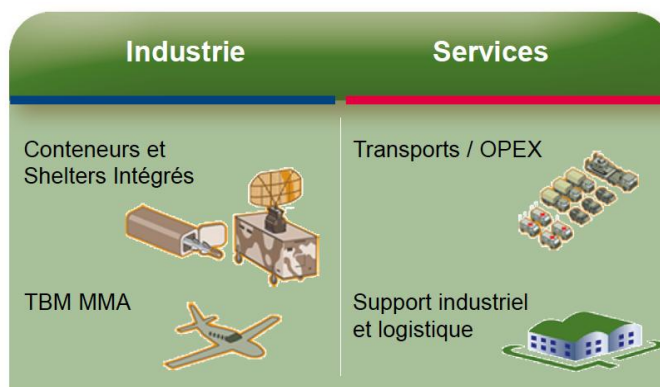 Industrie
Services
Conteneurs et
Shelters Intégrés
Transports / OPEX
TBM MMA
Support industriel
et logistique